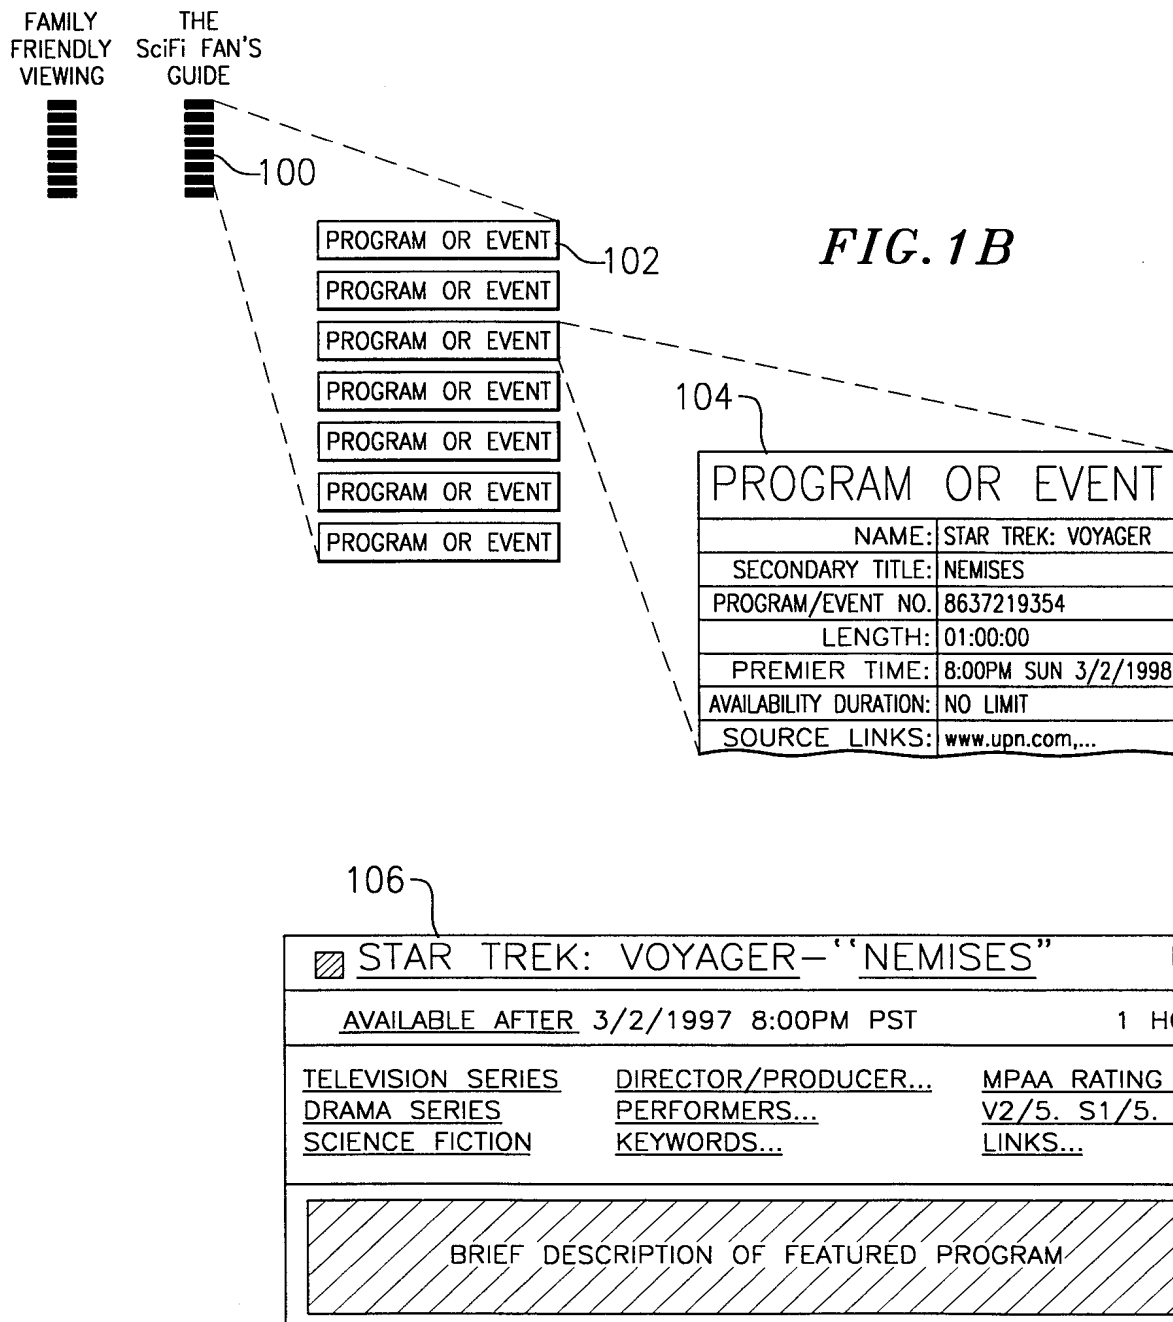 FAMILY FRIENDLY VIEWING
THE SciFi FAN'S GUIDE
100
PROGRAM OR EVENT
102
PROGRAM OR EVENT
PROGRAM OR EVENT
PROGRAM OR EVENT
PROGRAM OR EVENT
PROGRAM OR EVENT
PROGRAM OR EVENT
FIG. 1B
104
PROGRAM OR EVENT
NAME: STAR TREK: VOYAGER
SECONDARY TITLE: NEMISES
PROGRAM/EVENT NO. 8637219354
LENGTH: 01:00:00
PREMIER TIME: 8:00PM SUN 3/2/1998
AVAILABILITY DURATION: NO LIMIT
SOURCE LINKS: www.upn.com,...
106
STAR TREK: VOYAGER–‘‘NEMISES”
AVAILABLE AFTER 3/2/1997 8:00PM PST 1
TELEVISION SERIES DIRECTOR/PRODUCER... MPAA RATING
DRAMA SERIES PERFORMERS... V2/5. S1/5.
SCIENCE FICTION KEYWORDS... LINKS...
BRIEF DESCRIPTION OF FEATURED PROGRAM